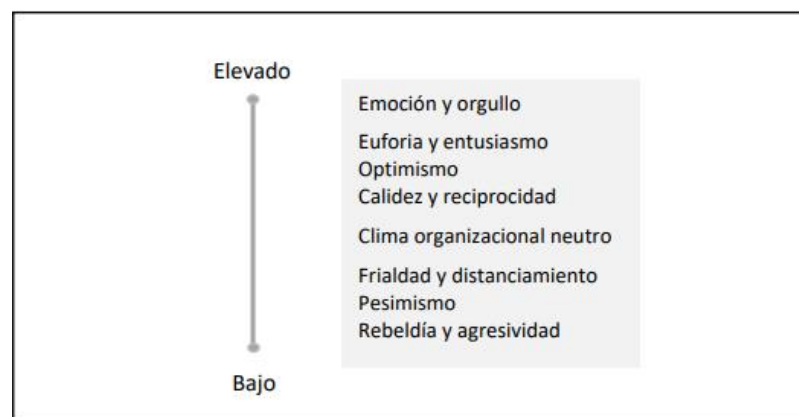 Elevado
Emoción y orgullo
Euforia y entusiasmo
Optimismo
Calidez y reciprocidad
Clima organizacional neutro
Frialdad y distanciamiento
Pesimismo
Rebeldía y agresividad
Bajo